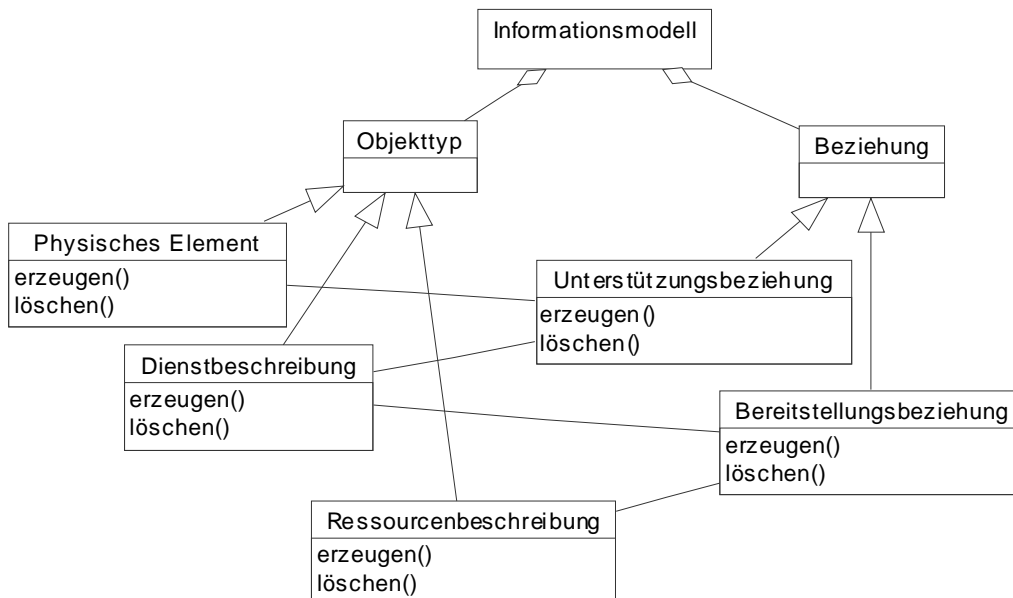 Informationsmodell
Objekttyp
Beziehung
Physisches Element
erzeugen()
löschen()
Unterstützungsbeziehung
erzeugen()
löschen()
Dienstbeschreibung
erzeugen()
löschen()
Bereitstellungsbeziehung
erzeugen()
löschen()
Ressourcenbeschreibung
erzeugen()
löschen()